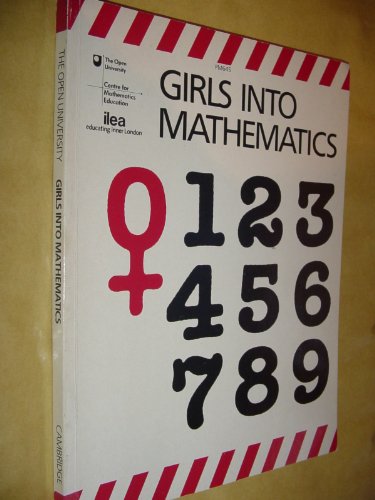 PM645
The Open
University
Centre for
Mathematics
Education
ilea
educating inner London
GIRLS INTO
MATHEMATICS
0123
456
789
THE OPEN UNIVERSITY
GIRLS INTO MATHEMATICS
CAMBRIDGE